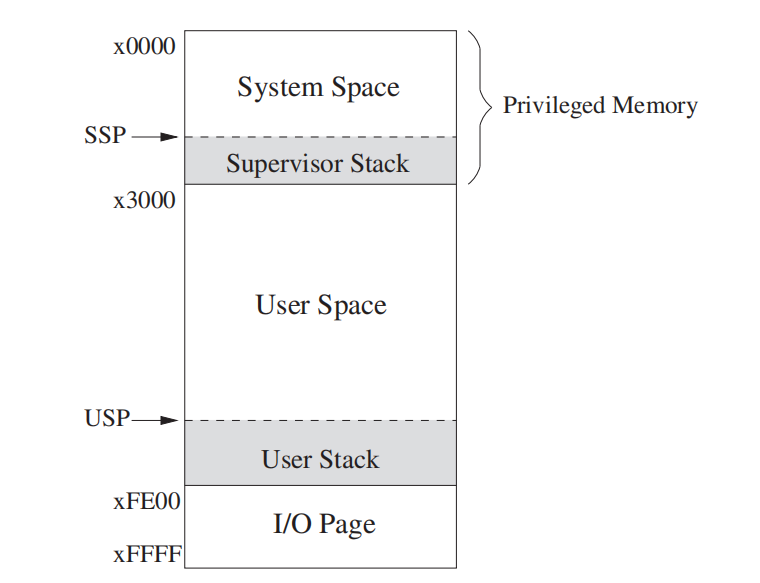 x0000
System Space
Privileged Memory
SSP
Supervisor Stack
x3000
User Space
USP
User Stack
xFE00
I/O Page
xFFFF